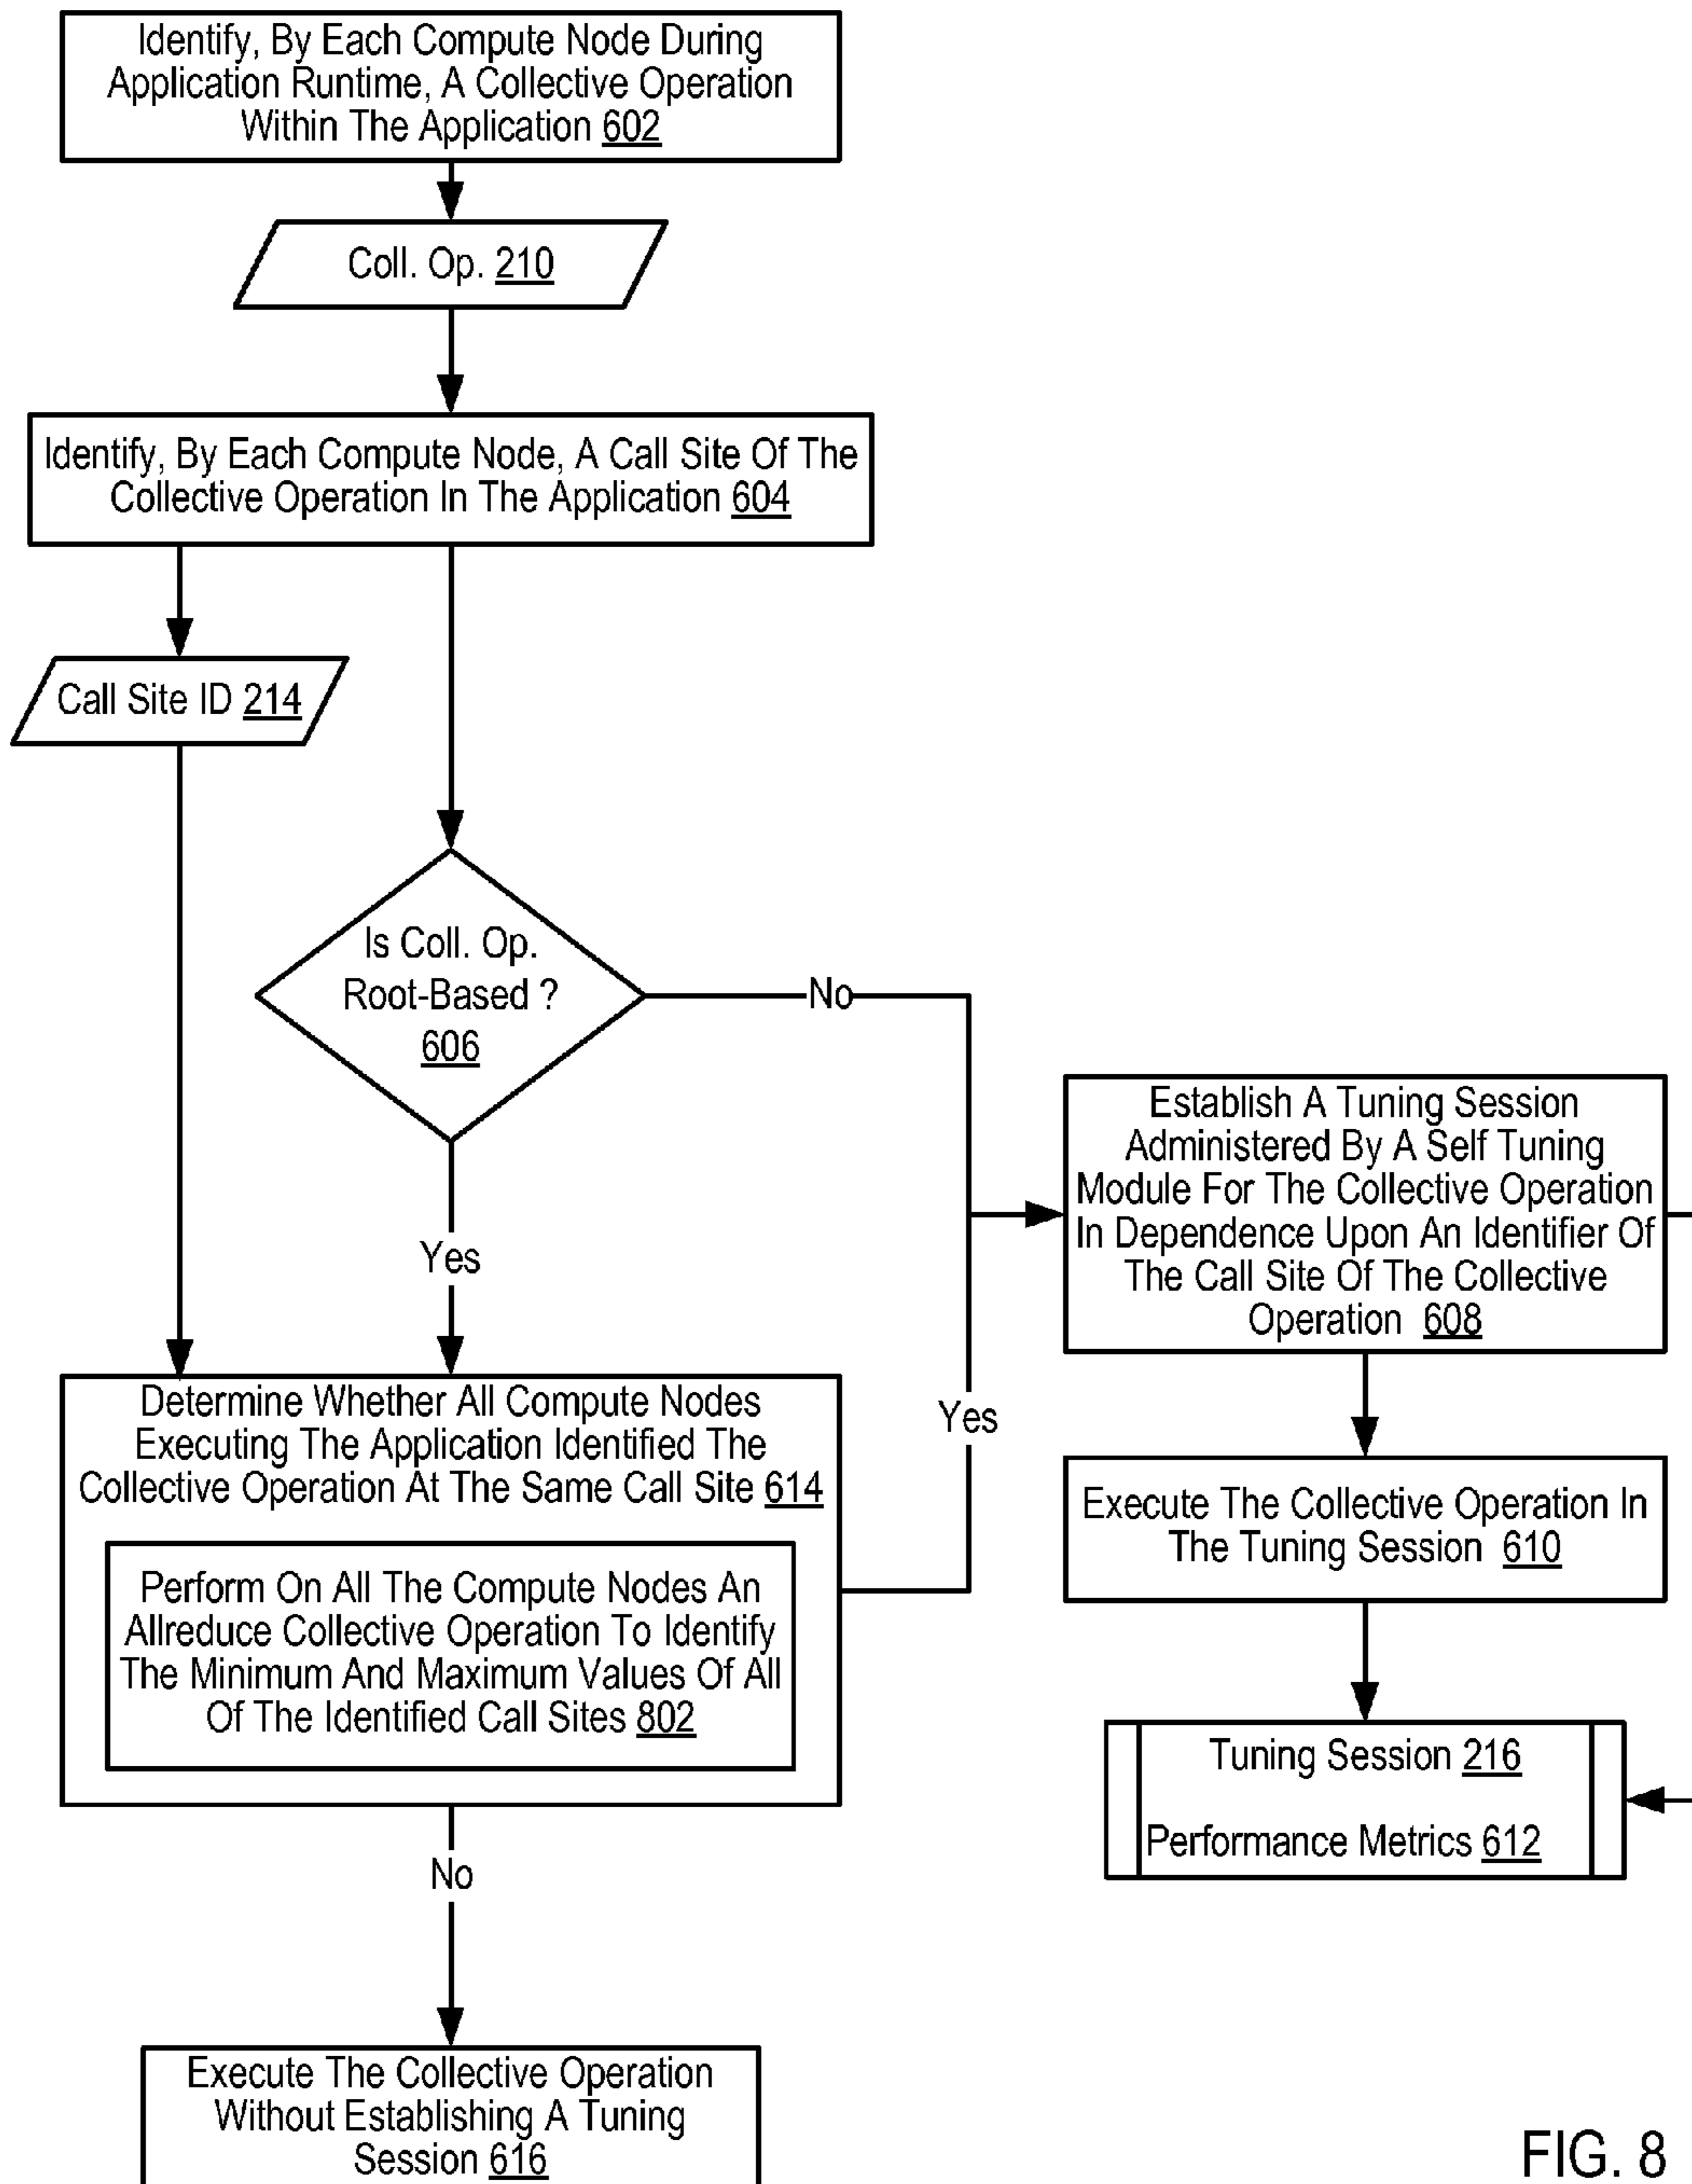 Identify, By Each Compute Node During
Application Runtime, A Collective Operation
Within The Application 602
Coll. Op. 210
Identify, By Each Compute Node, A Call Site Of The
Collective Operation In The Application 604
Call Site ID 214
Is Coll. Op.
Root-Based ?
606
No
Yes
Establish A Tuning Session
Administered By A Self Tuning
Module For The Collective Operation
In Dependence Upon An Identifier Of
The Call Site Of The Collective
Operation 608
Determine Whether All Compute Nodes
Executing The Application Identified The
Collective Operation At The Same Call Site 614
Yes
Perform On All The Compute Nodes An
Allreduce Collective Operation To Identify
The Minimum And Maximum Values Of All
Of The Identified Call Sites 802
Execute The Collective Operation In
The Tuning Session 610
Tuning Session 216
Performance Metrics 612
No
Execute The Collective Operation
Without Establishing A Tuning
Session 616
FIG. 8